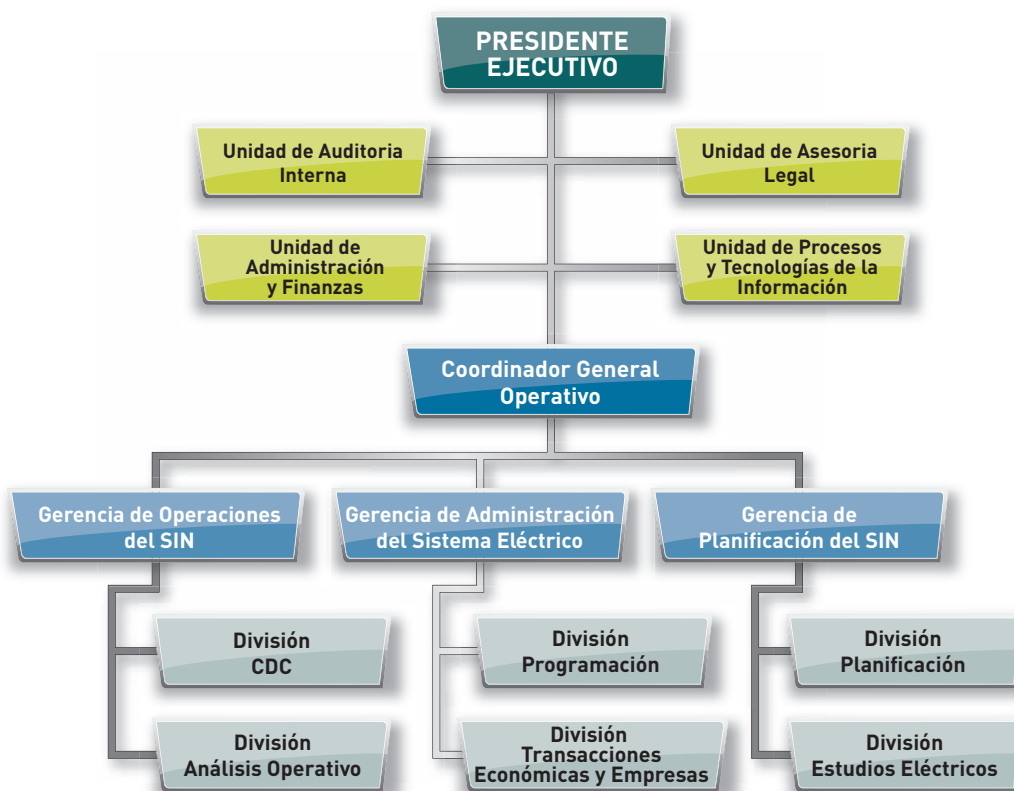 PRESIDENTE
EJECUTIVO
Unidad de Auditoria
Interna
Unidad de Asesoria
Legal
Unidad de
Administración
y Finanzas
Unidad de Procesos
y Tecnologías de la
Información
Coordinador General
Operativo
Gerencia de Operaciones
del SIN
Gerencia de Administración
del Sistema Eléctrico
Gerencia de
Planificación del SIN
División
CDC
División
Programación
División
Planificación
División
Análisis Operativo
División
Transacciones
Económicas y Empresas
División
Estudios Eléctricos